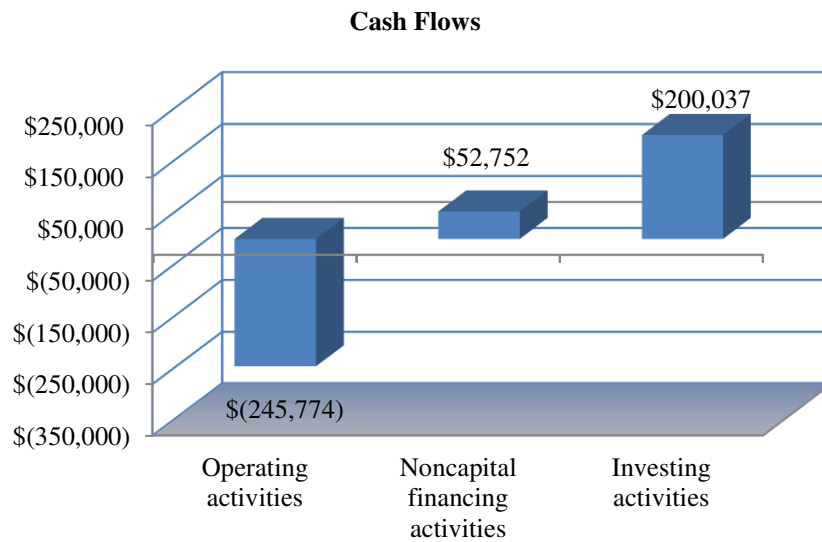 Cash Flows
$250,000
$150,000
$50,000
$(50,000)
$(150,000)
$(250,000)
$(350,000)
$(245,774)
$52,752
$200,037
Operating
activities
Noncapital
financing
activities
Investing
activities